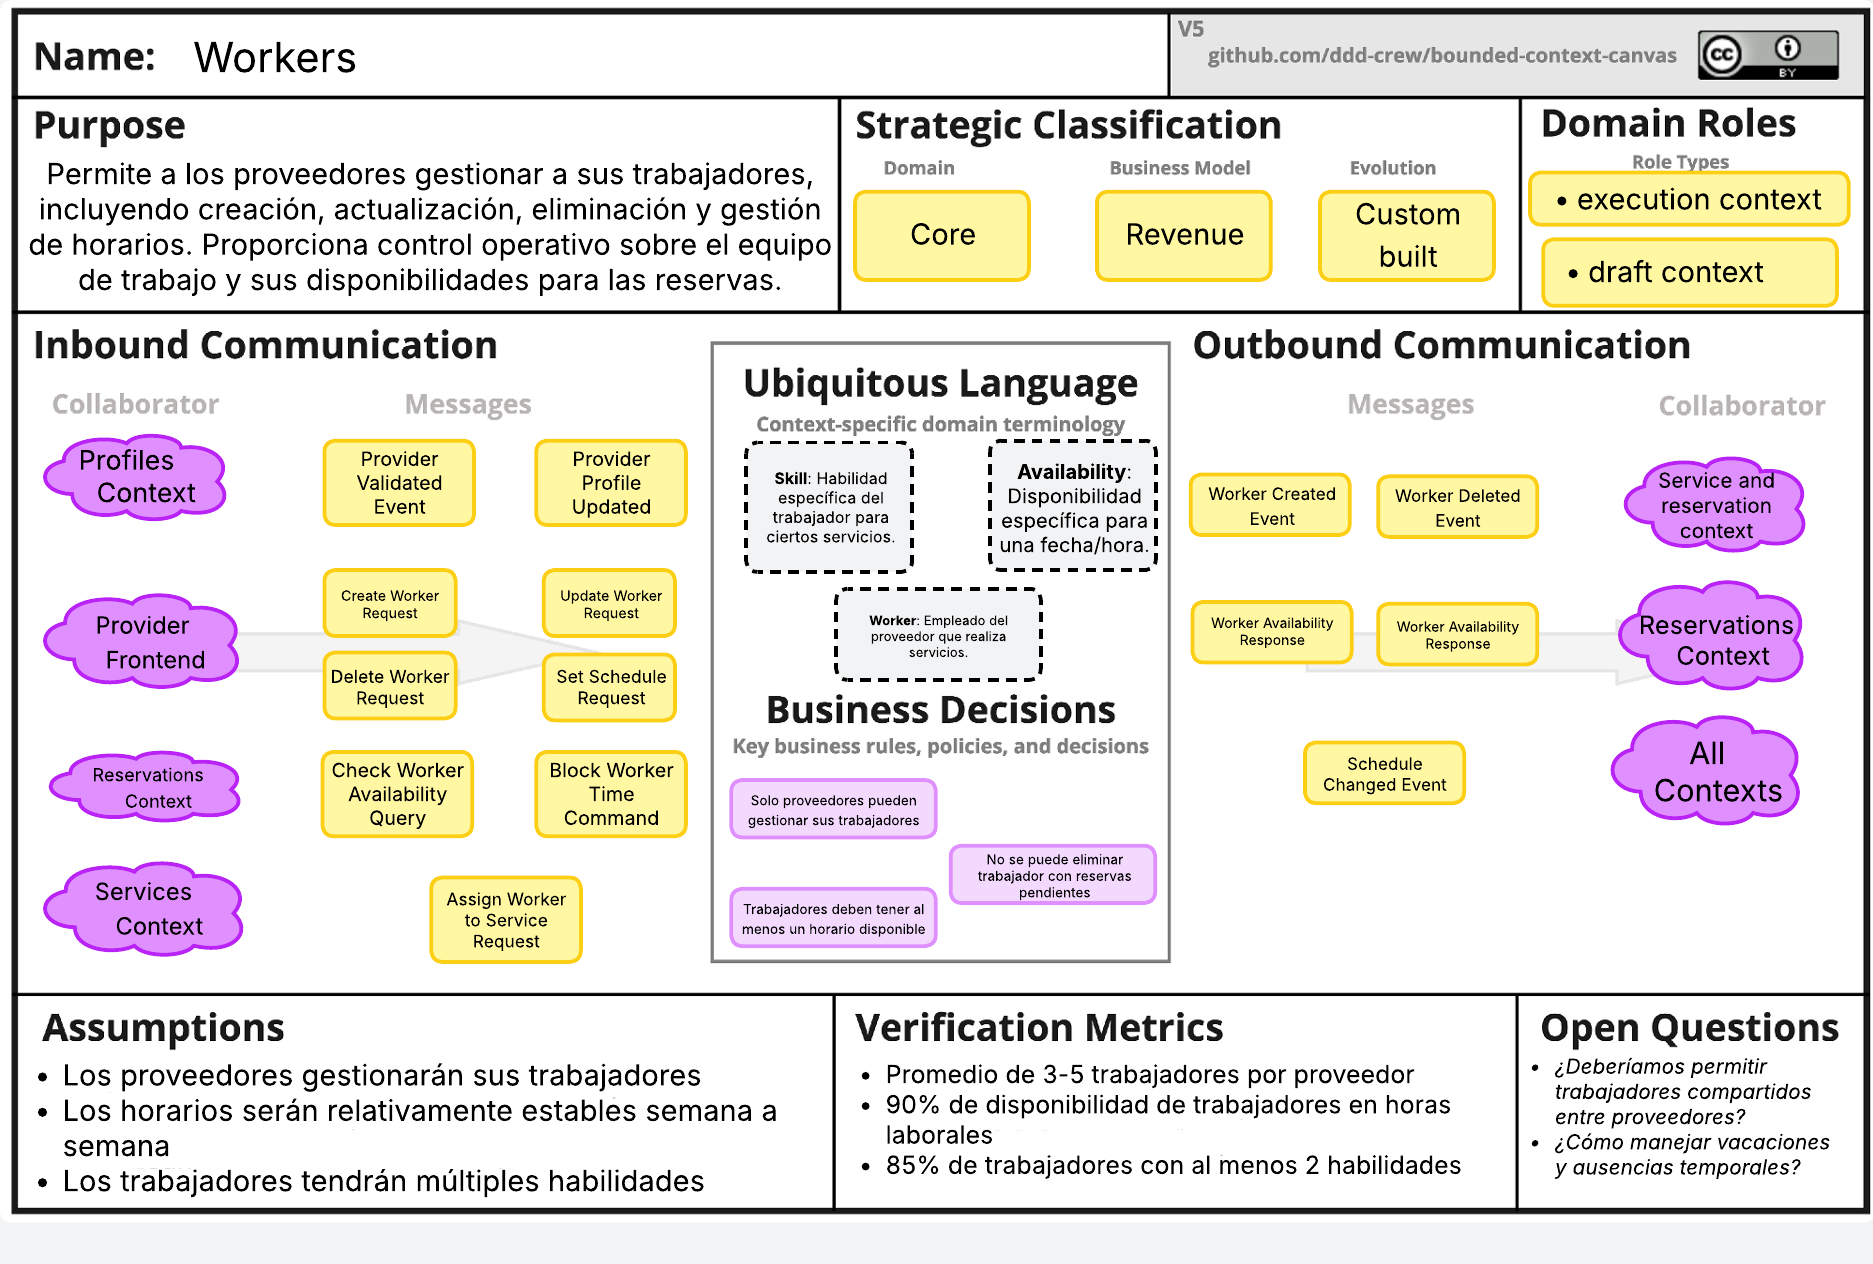 Name: Workers
V5
github.com/ddd-crew/bounded-context-canvas
cc
BY
Purpose
Permite a los proveedores gestionar a sus trabajadores,
incluyendo creación, actualización, eliminación y gestión
de horarios. Proporciona control operativo sobre el equipo
de trabajo y sus disponibilidades para las reservas.
Strategic Classification
Domain
Business Model
Evolution
Core
Revenue
Custom
built
Domain Roles
Role Types
• execution context
• draft context
Inbound Communication
Collaborator
Messages
Profiles
Context
Provider
Validated
Event
Provider
Profile
Updated
Provider
Frontend
Create Worker
Request
Update Worker
Request
Delete Worker
Request
Set Schedule
Request
Reservations
Context
Check Worker
Availability
Query
Block Worker
Time
Command
Services
Context
Assign Worker
to Service
Request
Ubiquitous Language
Context-specific domain terminology
Skill: Habilidad
específica del
trabajador para
ciertos servicios.
Availability:
Disponibilidad
específica para
una fecha/hora.
Worker: Empleado del
proveedor que realiza
servicios.
Business Decisions
Key business rules, policies, and decisions
Solo proveedores pueden
gestionar sus trabajadores
No se puede eliminar
trabajador con reservas
pendientes
Trabajadores deben tener al
menos un horario disponible
Outbound Communication
Messages
Collaborator
Worker Created
Event
Worker Deleted
Event
Service and
reservation
context
Worker Availability
Response
Worker Availability
Response
Reservations
Context
Schedule
Changed Event
All
Contexts
Assumptions
• Los proveedores gestionarán sus trabajadores
• Los horarios serán relativamente estables semana a
semana
• Los trabajadores tendrán múltiples habilidades
Verification Metrics
• Promedio de 3-5 trabajadores por proveedor
• 90% de disponibilidad de trabajadores en horas
laborales
• 85% de trabajadores con al menos 2 habilidades
Open Questions
• ¿Deberíamos permitir
trabajadores compartidos
entre proveedores?
• ¿Cómo manejar vacaciones
y ausencias temporales?